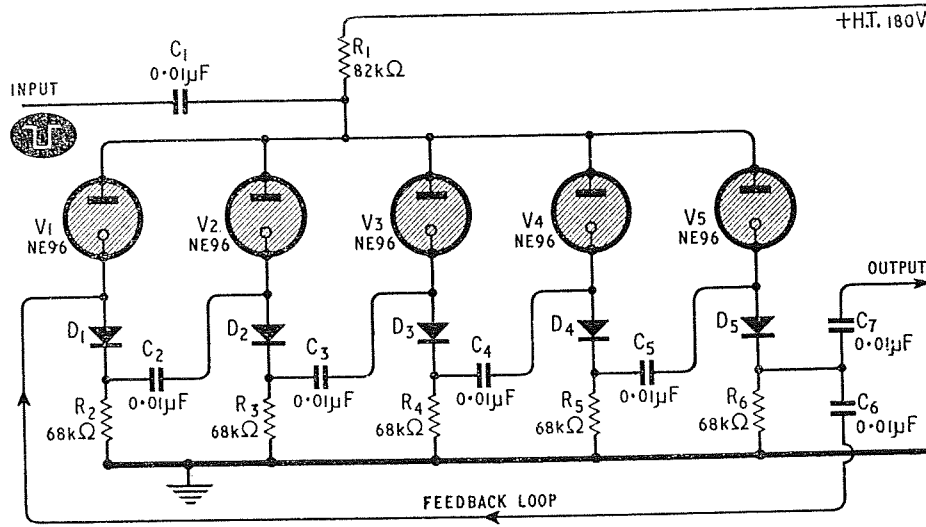 +H.T. 180V
R1
82kΩ
C1
0·01µF
INPUT
V1
NE96
V2
NE96
V3
NE96
V4
NE96
V5
NE96
OUTPUT
D1
D2
D3
D4
D5
C2
0·01µF
C3
0·01µF
C4
0·01µF
C5
0·01µF
C7
0·01µF
C6
0·01µF
R2
68kΩ
R3
68kΩ
R4
68kΩ
R5
68kΩ
R6
68kΩ
FEEDBACK LOOP